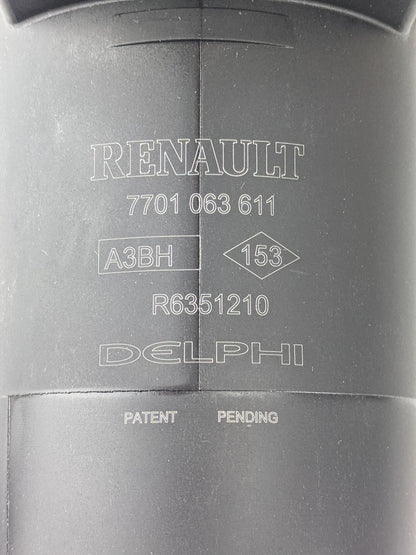 RENAULT
7701 063 611
A3BH 153
R6351210
DELPHI
PATENT PENDING